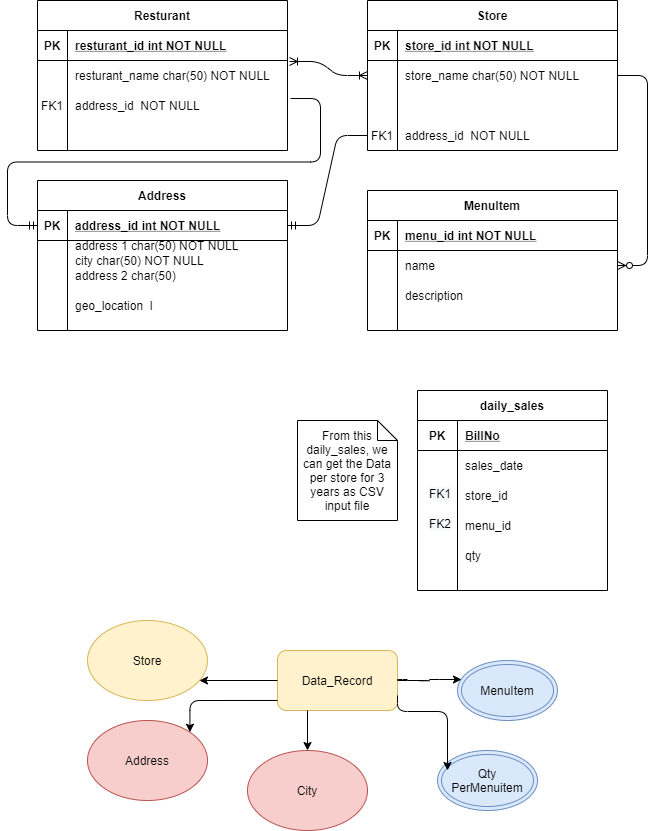 Resturant
PK resturant_id int NOT NULL
resturant_name char(50) NOT NULL
FK1 address_id  NOT NULL
Store
PK store_id int NOT NULL
store_name char(50) NOT NULL
FK1 address_id  NOT NULL
Address
PK address_id int NOT NULL
address 1 char(50) NOT NULL
city char(50) NOT NULL
address 2 char(50)
geo_location  l
MenuItem
PK menu_id int NOT NULL
name
description
From this
daily_sales, we
can get the Data
per store for 3
years as CSV
input file
daily_sales
PK BillNo
sales_date
FK1 store_id
FK2 menu_id
qty
Store
Data_Record
MenuItem
Address
City
Qty
PerMenuitem